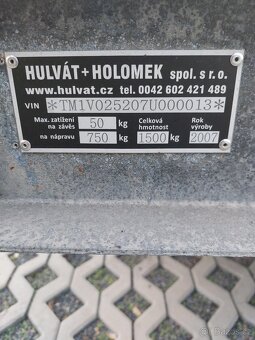 HULVÁT+HOLOMEK spol. s r. o.
www.hulvat.cz tel. 0042 602 421 489
VIN *TM1V025207U000013*
Max. zatížení na závěs 50 kg
Celková hmotnost
Rok výroby
na nápravu 750 kg 1500 kg 2007